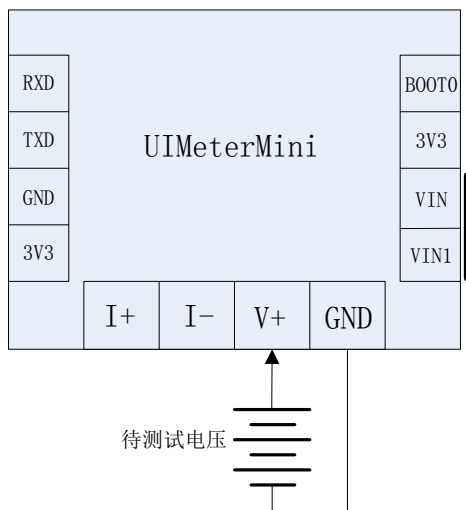 RXD
BOOT0
TXD
UIMeterMini
3V3
GND
VIN
3V3
VIN1
I+
I-
V+
GND
待测试电压